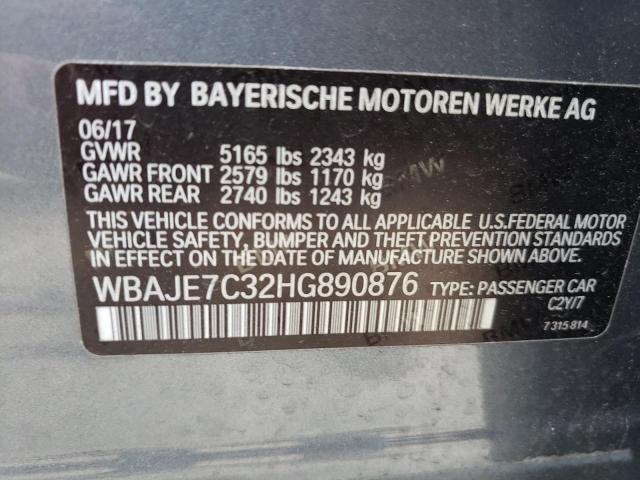 MFD BY BAYERISCHE MOTOREN WERKE AG
06/17
GVWR 5165 lbs 2343 kg
GAWR FRONT 2579 lbs 1170 kg
GAWR REAR 2740 lbs 1243 kg
THIS VEHICLE CONFORMS TO ALL APPLICABLE U.S.FEDERAL MOTOR
VEHICLE SAFETY, BUMPER AND THEFT PREVENTION STANDARDS
IN EFFECT ON THE DATE OF MANUFACTURE SHOWN ABOVE.
WBAJE7C32HG890876 TYPE: PASSENGER CAR
C2Y/7
7315814